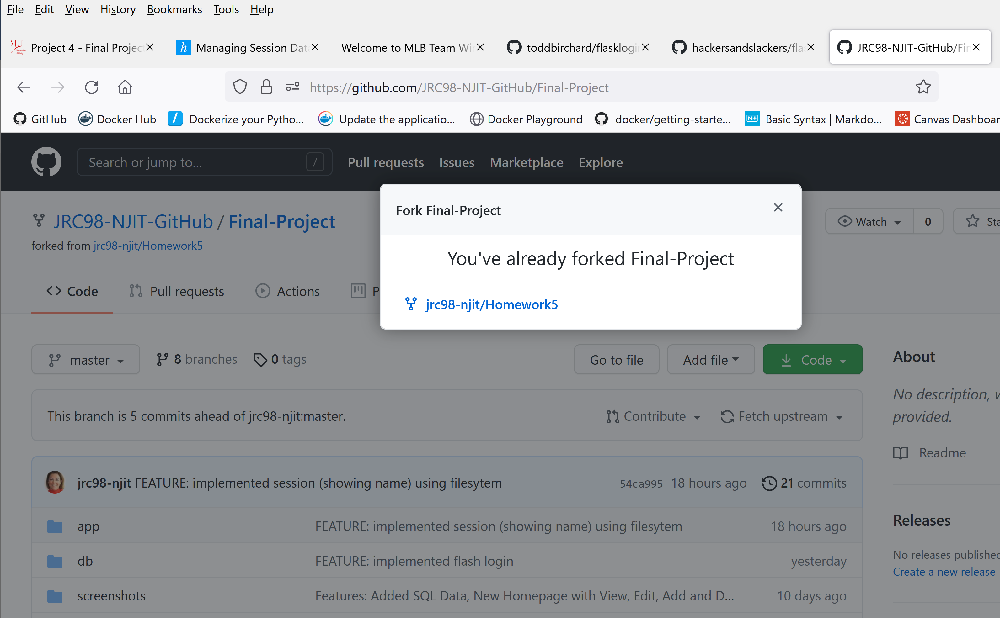 File Edit View History Bookmarks Tools Help
NJIT Project 4 - Final Projec Managing Session Dat Welcome to MLB Team Wi toddbirchard/flasklogi hackersandslackers/fla JRC98-NJIT-GitHub/Fin
https://github.com/JRC98-NJIT-GitHub/Final-Project
GitHub Docker Hub Dockerize your Pytho... Update the applicatio... Docker Playground docker/getting-starte... Basic Syntax | Markdo... Canvas Dashboar
Search or jump to... / Pull requests Issues Marketplace Explore
Fork Final-Project
JRC98-NJIT-GitHub / Final-Project
Watch 0 Sta
forked from jrc98-njit/Homework5
You've already forked Final-Project
Code Pull requests Actions P
jrc98-njit/Homework5
master 8 branches 0 tags Go to file Add file Code
About
This branch is 5 commits ahead of jrc98-njit:master. Contribute Fetch upstream
No description, w
provided.
Readme
jrc98-njit FEATURE: implemented session (showing name) using filesytem 54ca995 18 hours ago 21 commits
app FEATURE: implemented session (showing name) using filesytem 18 hours ago
Releases
db FEATURE: implemented flash login yesterday
No releases published
Create a new release
screenshots Features: Added SQL Data, New Homepage with View, Edit, Add and D... 10 days ago